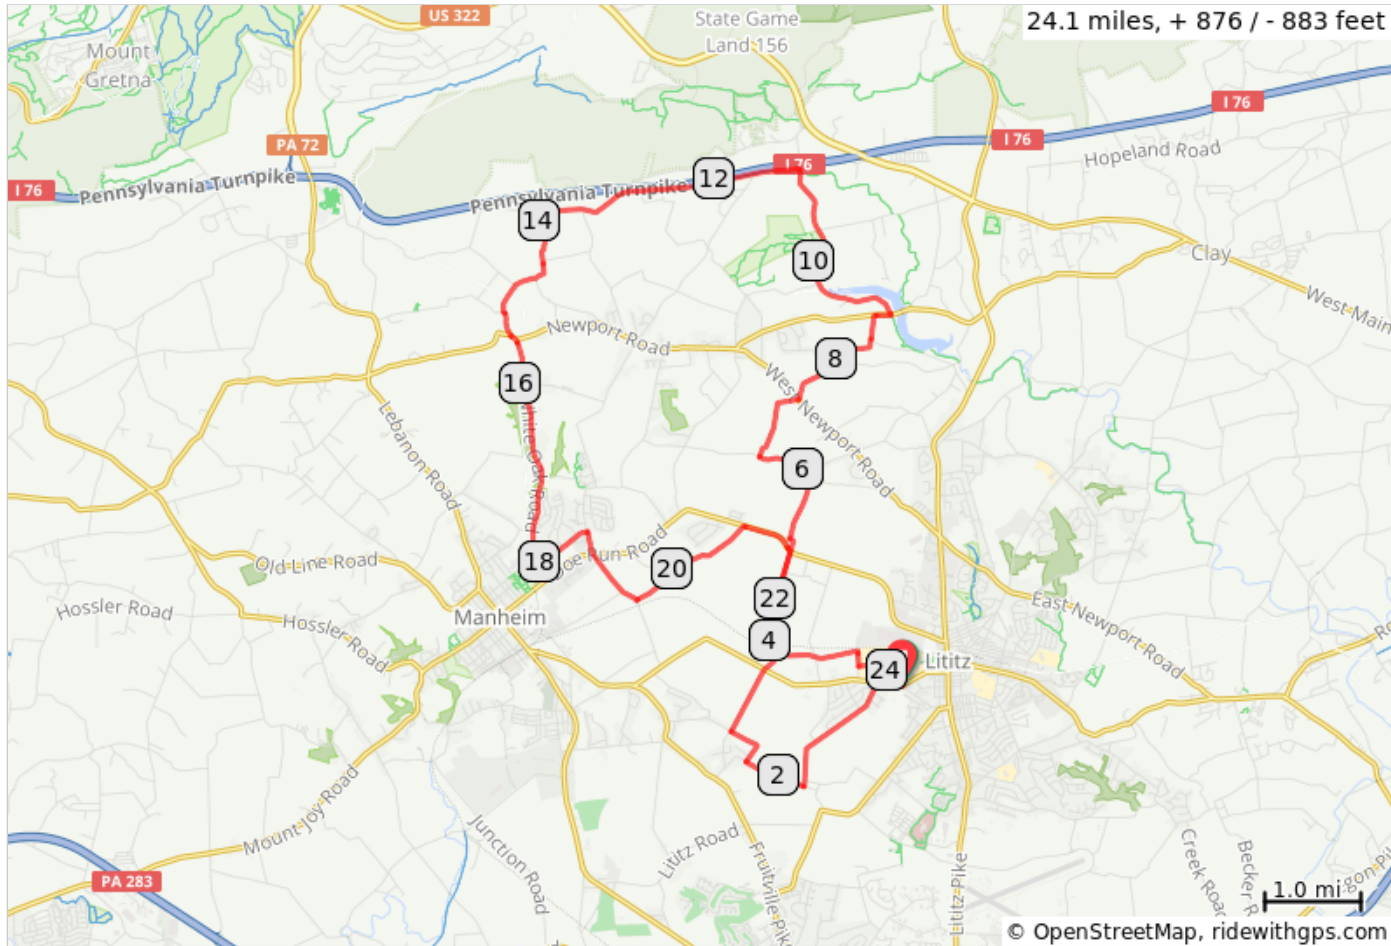 US 322
State Game
Land 156
24.1 miles, + 876 / - 883 feet
Mount
Gretna
PA 72
I 76
I 76
I 76
I 76
Hopeland Road
Pennsylvania Turnpike
Pennsylvania Turnpike
12
14
10
Clay
West Main
Newport Road
8
16
West Newport Road
White Oak Road
Lebanon Road
6
18
Doe Run Road
20
Old Line Road
22
Hossler Road
Hossler Road
Manheim
4
East Newport Road
24
Lititz
2
Mount Joy Road
Junction Road
Lititz Road
Fruitville Pike
Lititz Pike
Creek Road
Becker R
PA 283
1.0 mi
© OpenStreetMap, ridewithgps.com